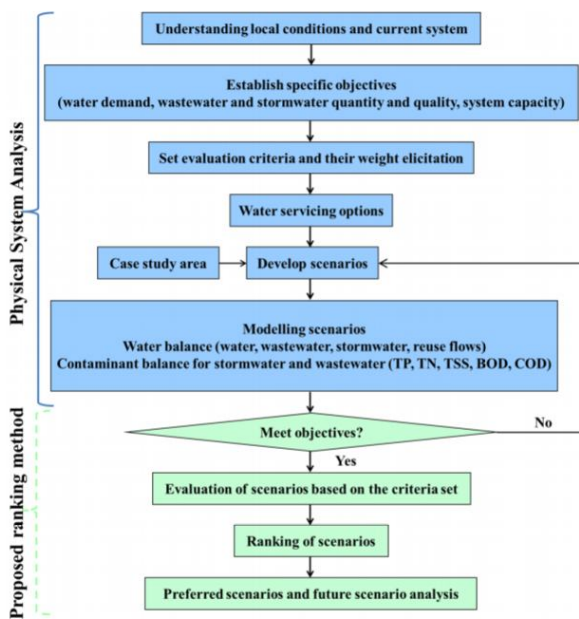 Understanding local conditions and current system
Establish specific objectives
(water demand, wastewater and stormwater quantity and quality, system capacity)
Set evaluation criteria and their weight elicitation
Water servicing options
Case study area
Develop scenarios
Modelling scenarios
Water balance (water, wastewater, stormwater, reuse flows)
Contaminant balance for stormwater and wastewater (TP, TN, TSS, BOD, COD)
Physical System Analysis
Meet objectives?
No
Yes
Evaluation of scenarios based on the criteria set
Ranking of scenarios
Preferred scenarios and future scenario analysis
Proposed ranking method